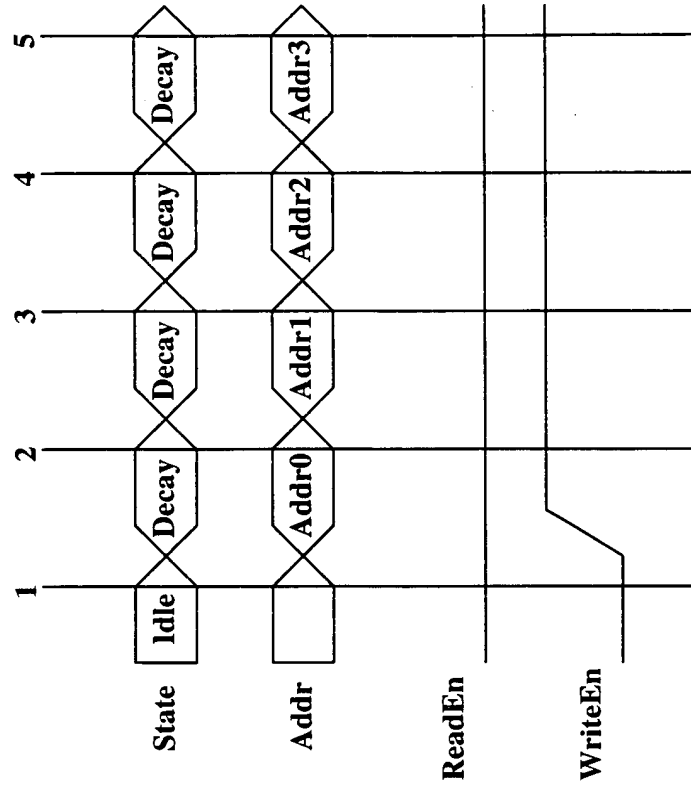 1 2 3 4 5
State Idle Decay Decay Decay Decay
Addr Addr0 Addr1 Addr2 Addr3
ReadEn
WriteEn